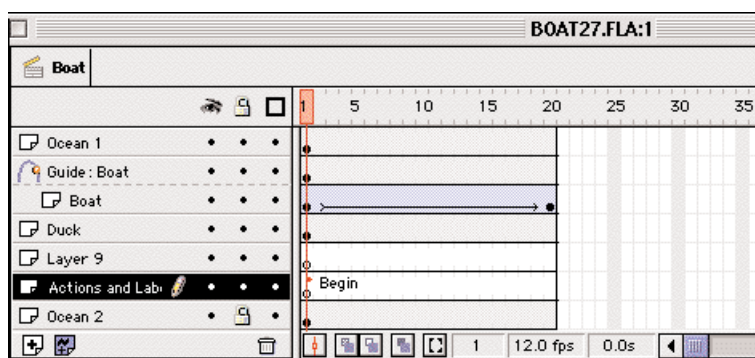 BOAT27.FLA:1
Boat
1 5 10 15 20 25 30 35
Ocean 1
Guide: Boat
Boat
Duck
Layer 9
Actions and Lab
Begin
Ocean 2
1 12.0 fps 0.0s